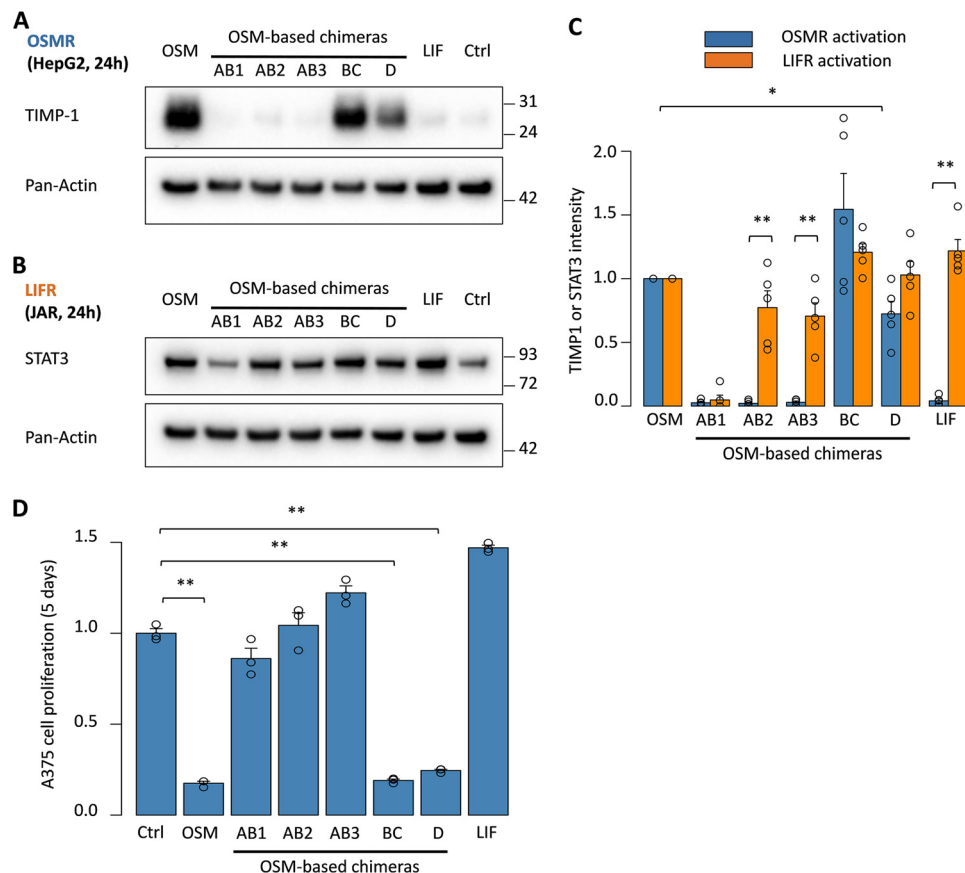 A
OSMR
(HepG2, 24h)
OSM
OSM-based chimeras
LIF
Ctrl
AB1 AB2 AB3 BC D
TIMP-1
31
24
Pan-Actin
42
B
LIFR
(JAR, 24h)
OSM
OSM-based chimeras
LIF
Ctrl
AB1 AB2 AB3 BC D
STAT3
93
72
Pan-Actin
42
C
OSMR activation
LIFR activation
*
** ** **
TIMP1 or STAT3 intensity
2.0
1.5
1.0
0.5
0.0
OSM AB1 AB2 AB3 BC D LIF
OSM-based chimeras
D
**
**
**
A375 cell proliferation (5 days)
1.5
1.0
0.5
0.0
Ctrl OSM AB1 AB2 AB3 BC D LIF
OSM-based chimeras